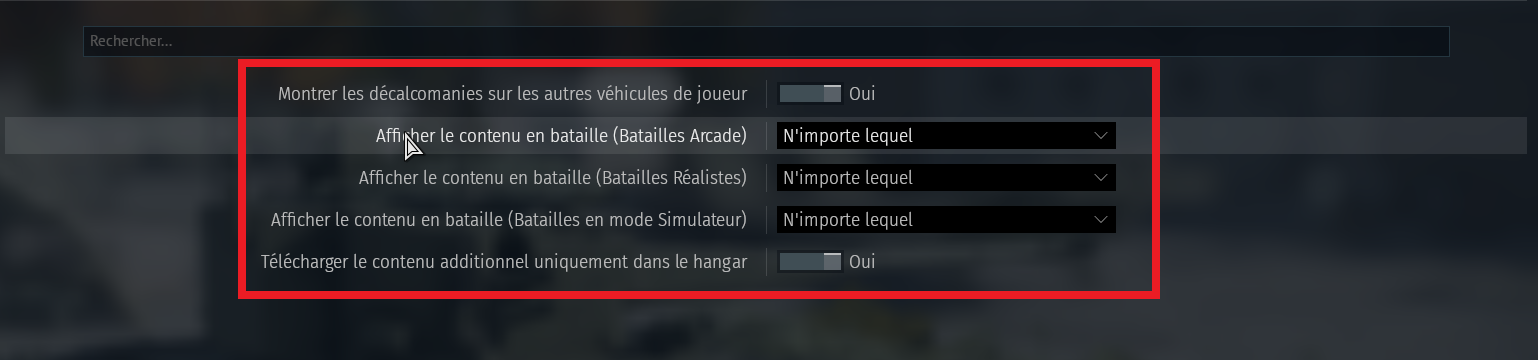 Rechercher...
Montrer les décalcomanies sur les autres véhicules de joueur Oui
Afficher le contenu en bataille (Batailles Arcade) N'importe lequel
Afficher le contenu en bataille (Batailles Réalistes) N'importe lequel
Afficher le contenu en bataille (Batailles en mode Simulateur) N'importe lequel
Télécharger le contenu additionnel uniquement dans le hangar Oui